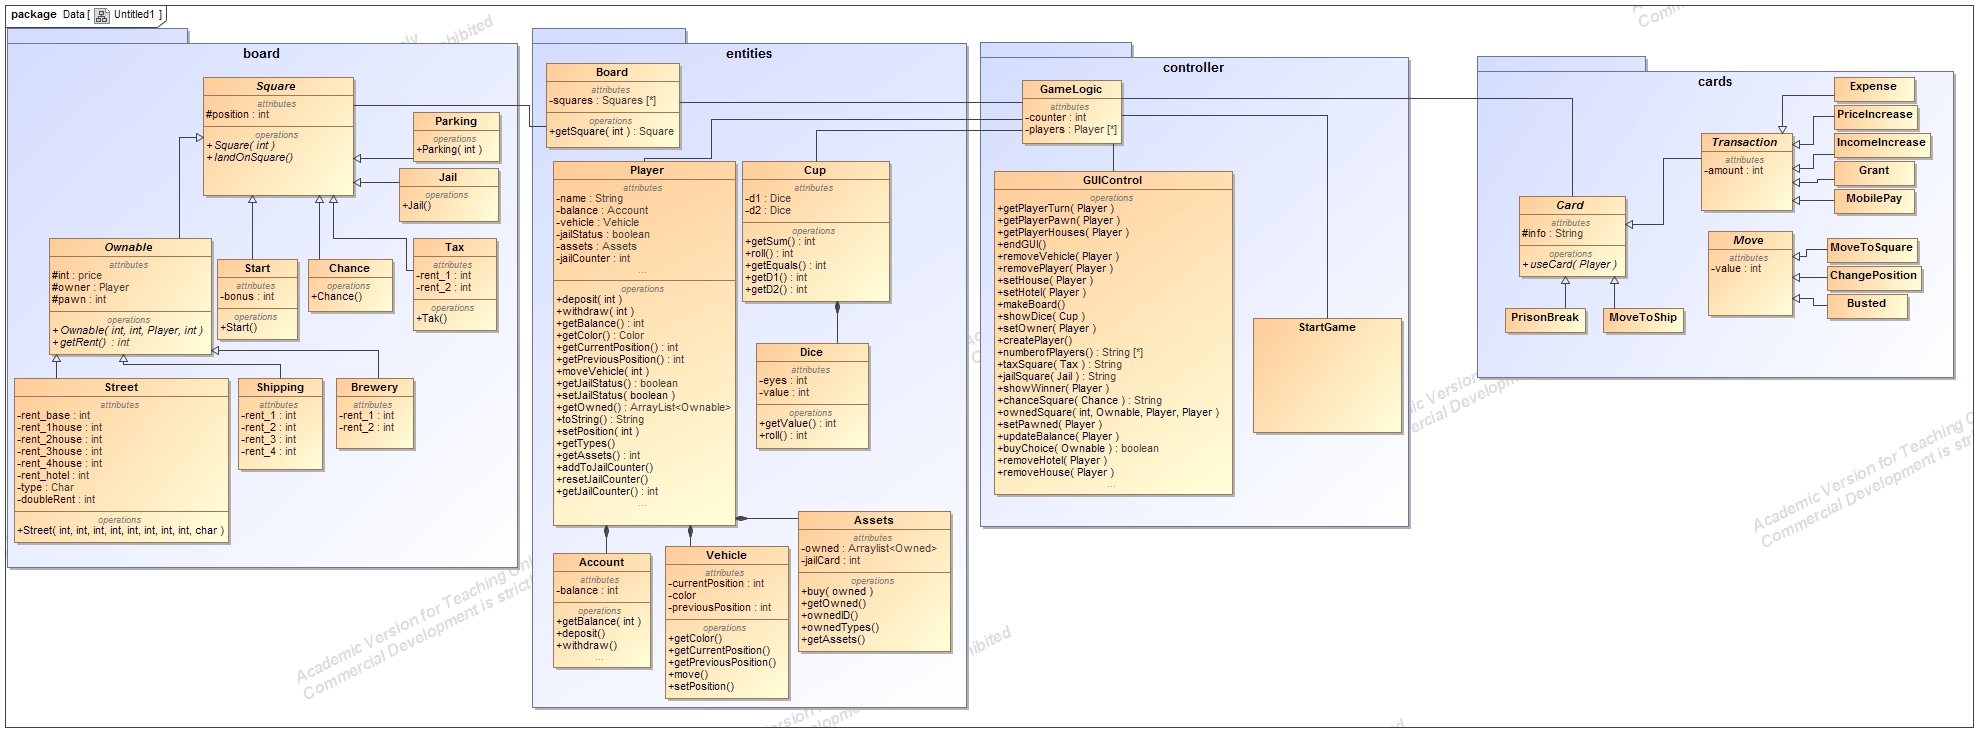 package Data [ Untitled1 ]
board
Square
attributes
#position : int
operations
+Square( int )
+landOnSquare()
Parking
operations
+Parking( int )
Jail
operations
+Jail()
Ownable
attributes
#int : price
#owner : Player
#pawn : int
operations
+Ownable( int, int, Player, int )
+getRent() : int
Start
attributes
-bonus : int
operations
+Start()
Chance
operations
+Chance()
Tax
attributes
-rent_1 : int
-rent_2 : int
operations
+Tak()
Street
attributes
-rent_base : int
-rent_1house : int
-rent_2house : int
-rent_3house : int
-rent_4house : int
-rent_hotel : int
-type : Char
-doubleRent : int
operations
+Street( int, int, int, int, int, int, int, int, char )
Shipping
attributes
-rent_1 : int
-rent_2 : int
-rent_3 : int
-rent_4 : int
Brewery
attributes
-rent_1 : int
-rent_2 : int
entities
Board
attributes
-squares : Squares [*]
operations
+getSquare( int ) : Square
Player
attributes
-name : String
-balance : Account
-vehicle : Vehicle
-jailStatus : boolean
-assets : Assets
-jailCounter : int
...
operations
+deposit( int )
+withdraw( int )
+getBalance() : int
+getColor() : Color
+getCurrentPosition() : int
+getPreviousPosition() : int
+moveVehicle( int )
+getJailStatus() : boolean
+setJailStatus( boolean )
+getOwned() : ArrayList<Ownable>
+toString() : String
+setPosition( int )
+getTypes()
+getAssets() : int
+addToJailCounter()
+resetJailCounter()
+getJailCounter() : int
...
Cup
attributes
-d1 : Dice
-d2 : Dice
operations
+getSum() : int
+roll() : int
+getEquals() : int
+getD1() : int
+getD2() : int
Dice
attributes
-eyes : int
-value : int
operations
+getValue() : int
+roll() : int
Account
attributes
-balance : int
operations
+getBalance( int )
+deposit()
+withdraw()
...
Vehicle
attributes
-currentPosition : int
-color
-previousPosition : int
operations
+getColor()
+getCurrentPosition()
+getPreviousPosition()
+move()
+setPosition()
Assets
attributes
-owned : Arraylist<Owned>
-jailCard : int
operations
+buy( owned )
+getOwned()
+ownedID()
+ownedTypes()
+getAssets()
controller
GameLogic
attributes
-counter : int
-players : Player [*]
GUIControl
operations
+getPlayerTurn( Player )
+getPlayerPawn( Player )
+getPlayerHouses( Player )
+endGUI()
+removeVehicle( Player )
+removePlayer( Player )
+setHouse( Player )
+setHotel( Player )
+makeBoard()
+showDice( Cup )
+setOwner( Player )
+createPlayer()
+numberofPlayers() : String [*]
+taxSquare( Tax ) : String
+jailSquare( Jail ) : String
+showWinner( Player )
+chanceSquare( Chance ) : String
+ownedSquare( int, Ownable, Player, Player )
+setPawned( Player )
+updateBalance( Player )
+buyChoice( Ownable ) : boolean
+removeHotel( Player )
+removeHouse( Player )
...
StartGame
cards
Expense
PriceIncrease
IncomeIncrease
Grant
MobilePay
Transaction
attributes
-amount : int
Card
attributes
#info : String
operations
+useCard( Player )
Move
attributes
-value : int
MoveToSquare
ChangePosition
Busted
PrisonBreak
MoveToShip
Academic Version for Teaching Only
Commercial Development is strictly prohibited